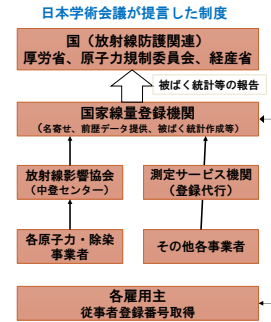 日本学術会議が提言した制度
国（放射線防護関連）
厚労省、原子力規制委員会、経産省
被ばく統計等の報告
国家線量登録機関
（名寄せ、前歴データ提供、被ばく統計作成等）
放射線影響協会
（中登センター）
測定サービス機関
（登録代行）
各原子力・除染
事業者
その他各事業者
各雇用主
従事者登録番号取得